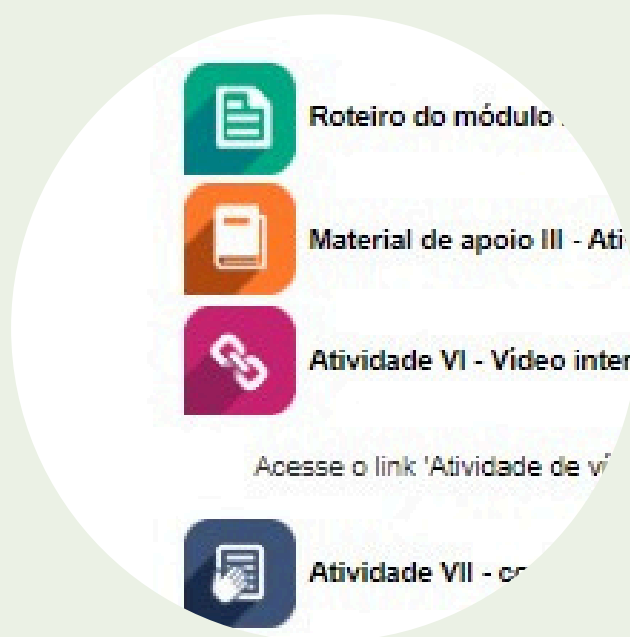 Roteiro do módulo
Material de apoio III - Ati
Atividade VI - Vídeo inter
Acesse o link 'Atividade de ví
Atividade VII - co